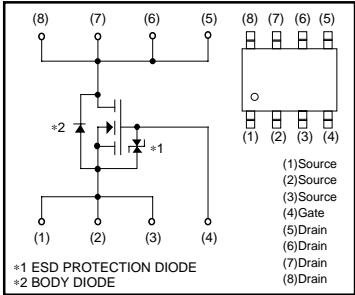 (8) (7) (6) (5)
(8) (7) (6) (5)
∗2
∗1
(1) (2) (3) (4)
(1) (2) (3) (4)
(1)Source
(2)Source
(3)Source
(4)Gate
(5)Drain
(6)Drain
(7)Drain
(8)Drain
∗1 ESD PROTECTION DIODE
∗2 BODY DIODE